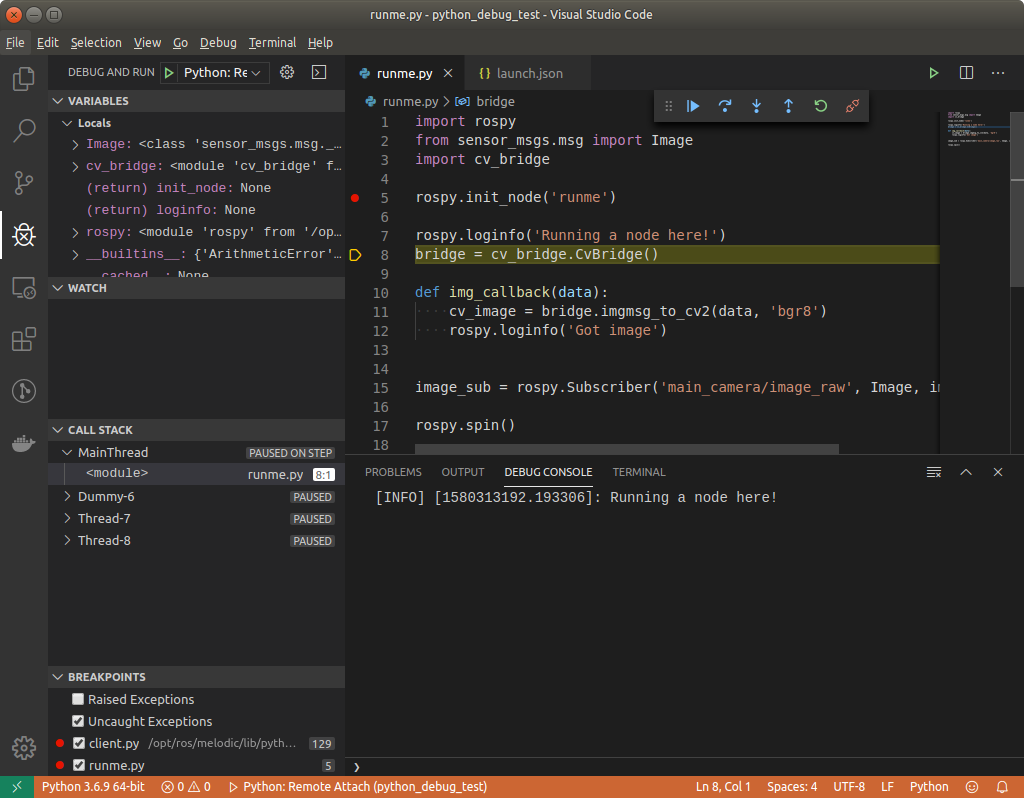 runme.py - python_debug_test - Visual Studio Code
File Edit Selection View Go Debug Terminal Help
DEBUG AND RUN Python: Re
runme.py launch.json
runme.py > bridge
VARIABLES
Locals
Image: <class 'sensor_msgs.msg._…
cv_bridge: <module 'cv_bridge' f…
(return) init_node: None
(return) loginfo: None
rospy: <module 'rospy' from '/op…
__builtins__: {'ArithmeticError'…
__cached__: None
WATCH
CALL STACK
MainThread PAUSED ON STEP
<module> runme.py 8:1
Dummy-6 PAUSED
Thread-7 PAUSED
Thread-8 PAUSED
BREAKPOINTS
Raised Exceptions
Uncaught Exceptions
client.py /opt/ros/melodic/lib/pyth… 129
runme.py 5
1 import rospy
2 from sensor_msgs.msg import Image
3 import cv_bridge
4
5 rospy.init_node('runme')
6
7 rospy.loginfo('Running a node here!')
8 bridge = cv_bridge.CvBridge()
9
10 def img_callback(data):
11 cv_image = bridge.imgmsg_to_cv2(data, 'bgr8')
12 rospy.loginfo('Got image')
13
14
15 image_sub = rospy.Subscriber('main_camera/image_raw', Image, i
16
17 rospy.spin()
18
PROBLEMS OUTPUT DEBUG CONSOLE TERMINAL
[INFO] [1580313192.193306]: Running a node here!
Python 3.6.9 64-bit 0 0 Python: Remote Attach (python_debug_test) Ln 8, Col 1 Spaces: 4 UTF-8 LF Python